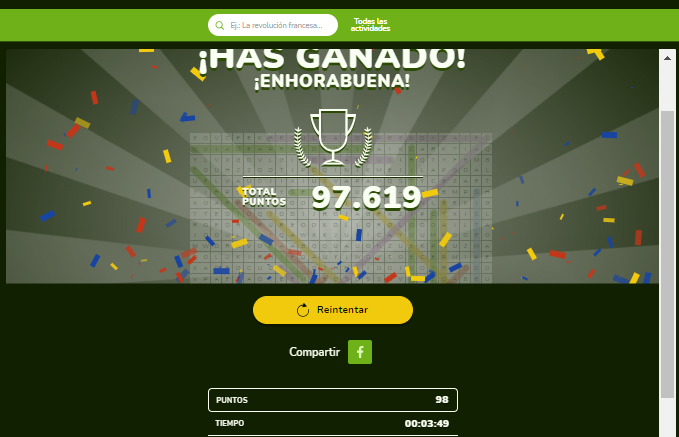 Ej.: La revolución francesa...
Todas las
actividades
¡HAS GANADO!
¡ENHORABUENA!
TOTAL
PUNTOS
97.619
Reintentar
Compartir
PUNTOS 98
TIEMPO 00:03:49